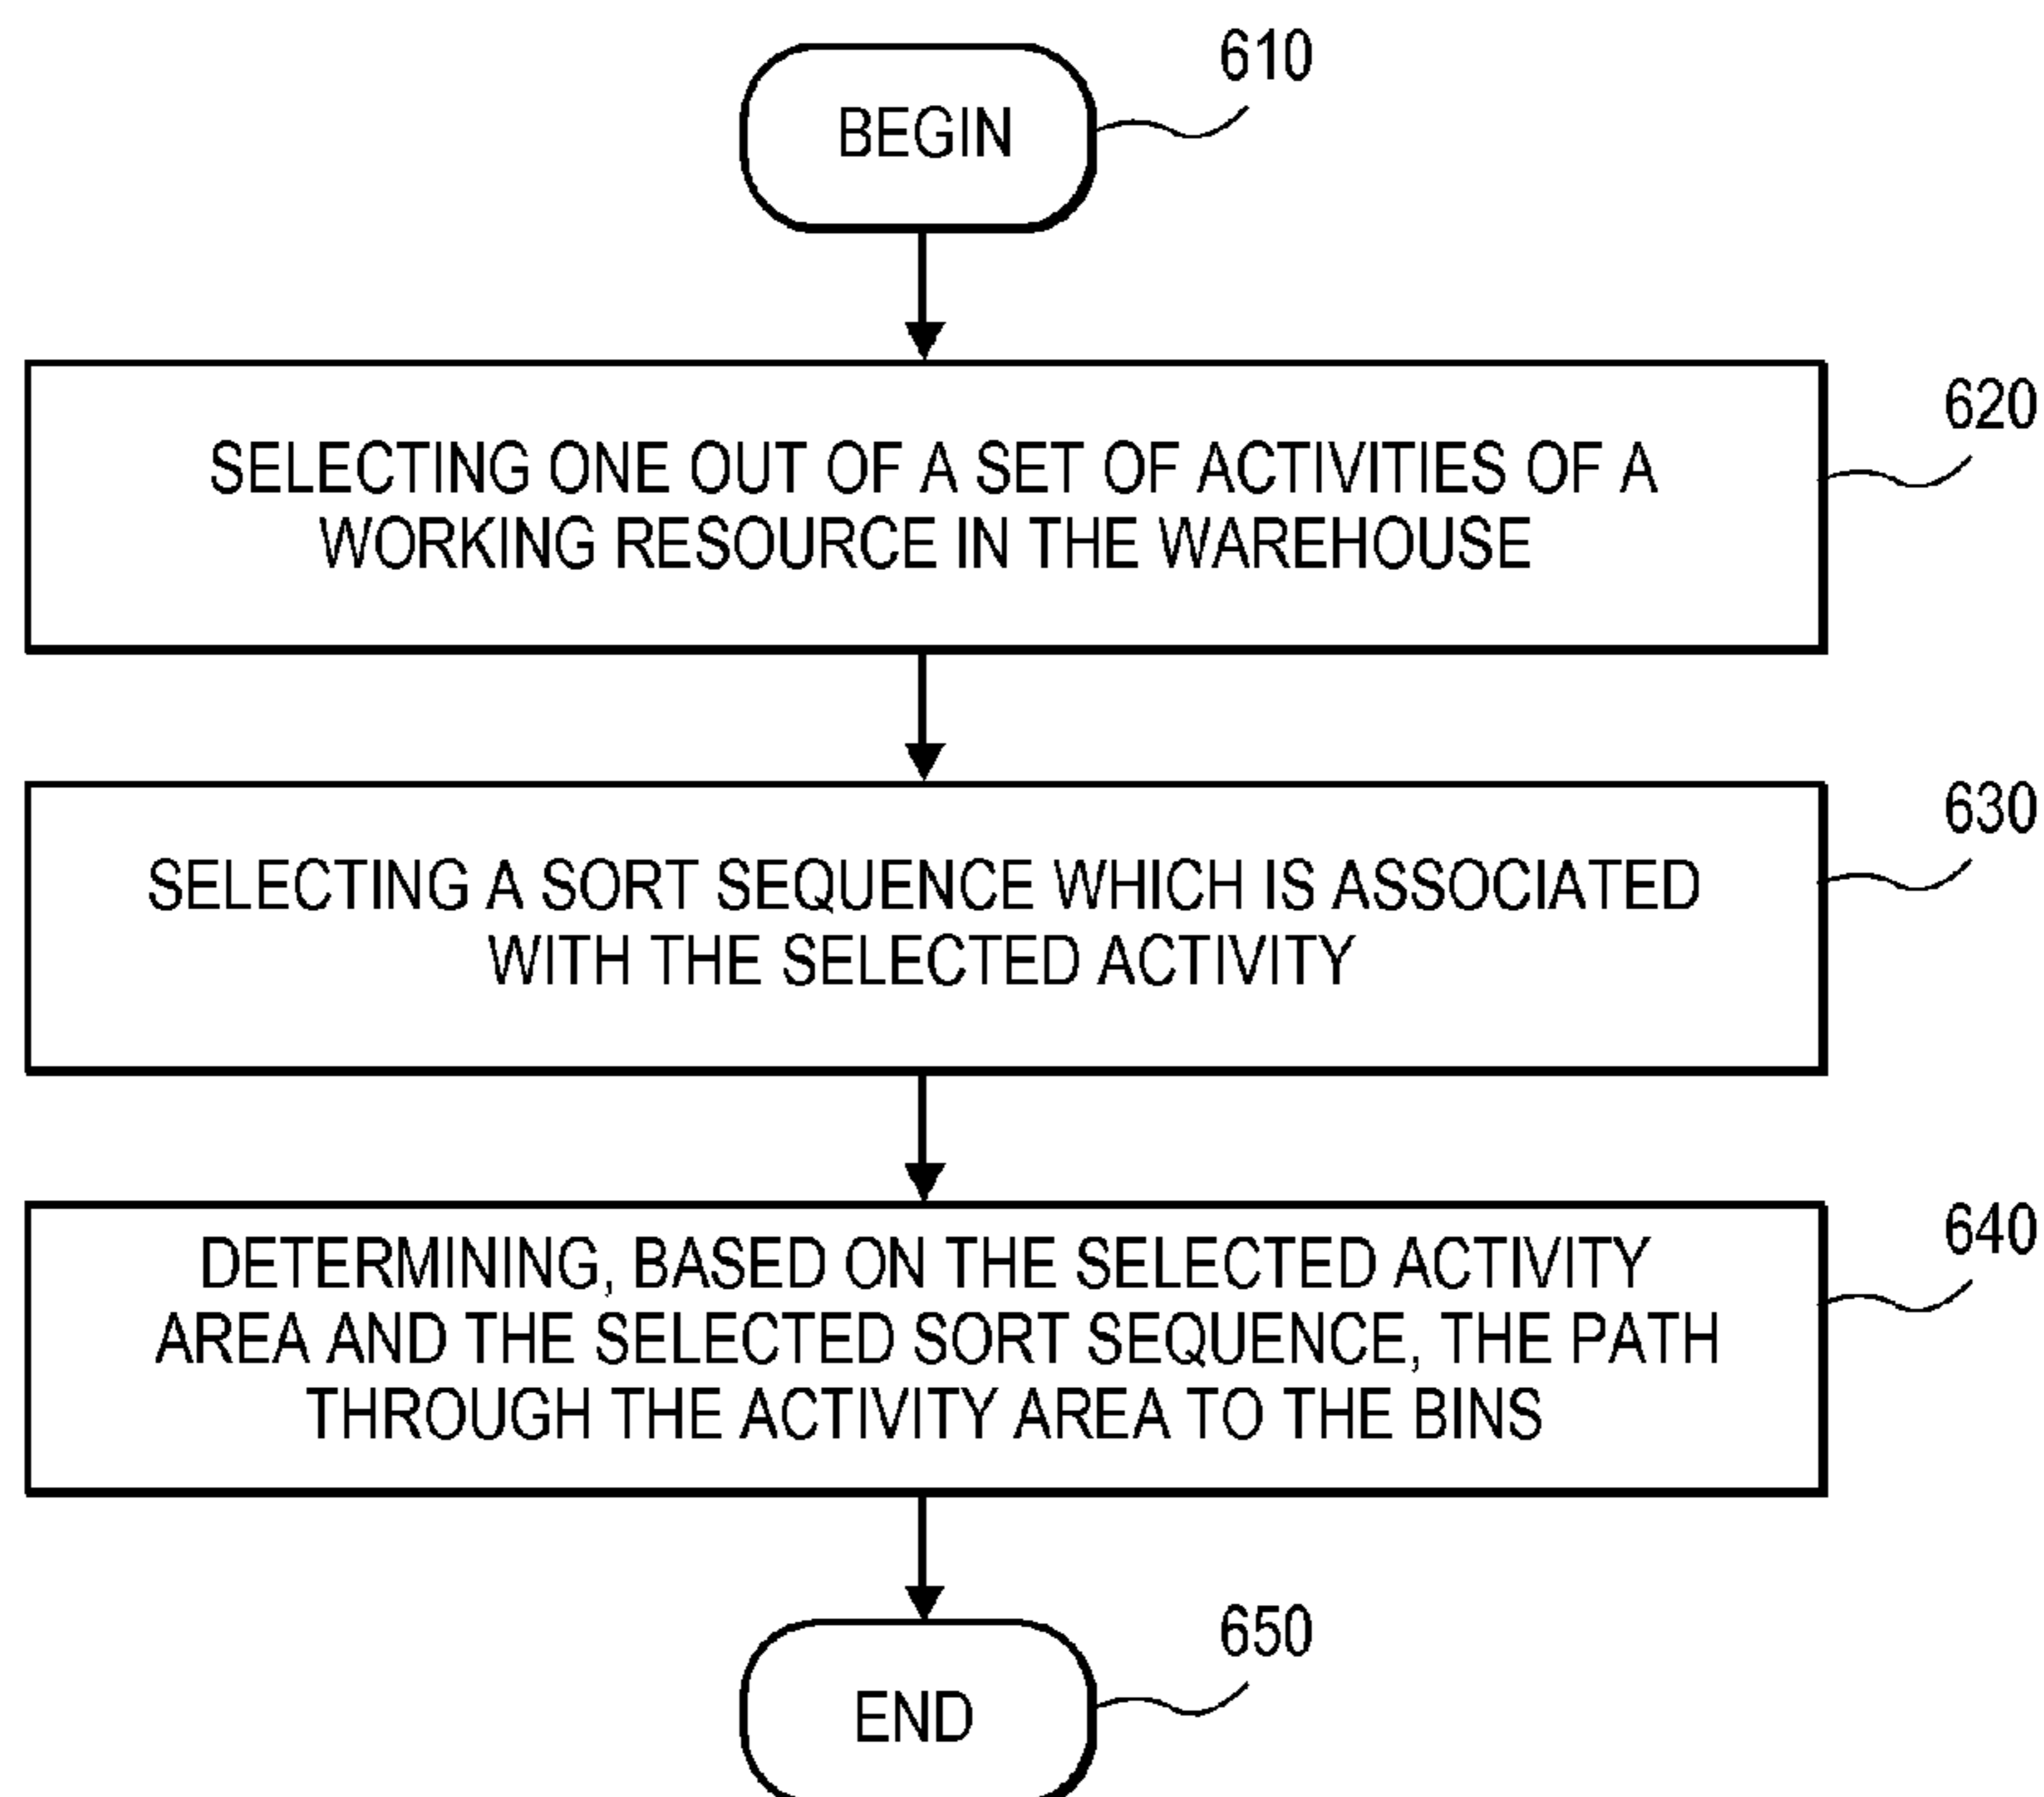 610
BEGIN
620
SELECTING ONE OUT OF A SET OF ACTIVITIES OF A
WORKING RESOURCE IN THE WAREHOUSE
630
SELECTING A SORT SEQUENCE WHICH IS ASSOCIATED
WITH THE SELECTED ACTIVITY
640
DETERMINING, BASED ON THE SELECTED ACTIVITY
AREA AND THE SELECTED SORT SEQUENCE, THE PATH
THROUGH THE ACTIVITY AREA TO THE BINS
650
END